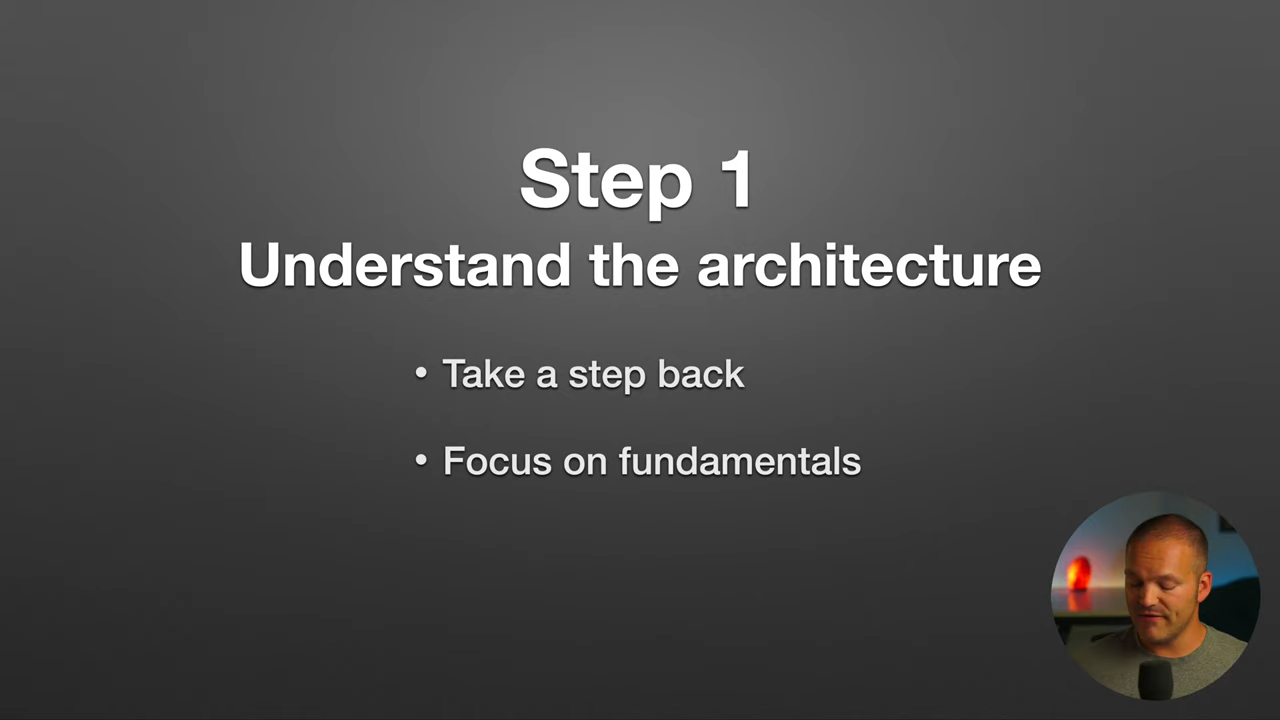 Step 1
Understand the architecture
• Take a step back
• Focus on fundamentals